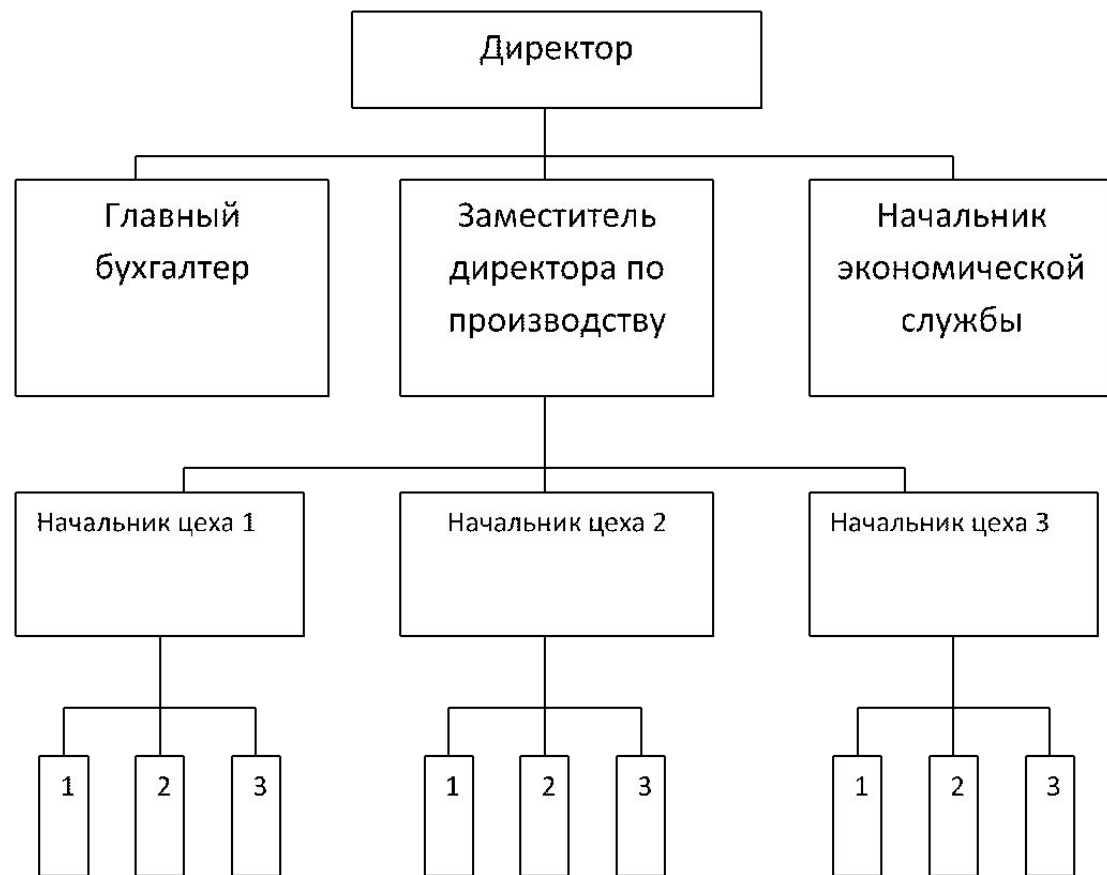 Директор
Главный
бухгалтер
Заместитель
директора по
производству
Начальник
экономической
службы
Начальник цеха 1
Начальник цеха 2
Начальник цеха 3
1
2
3
1
2
3
1
2
3